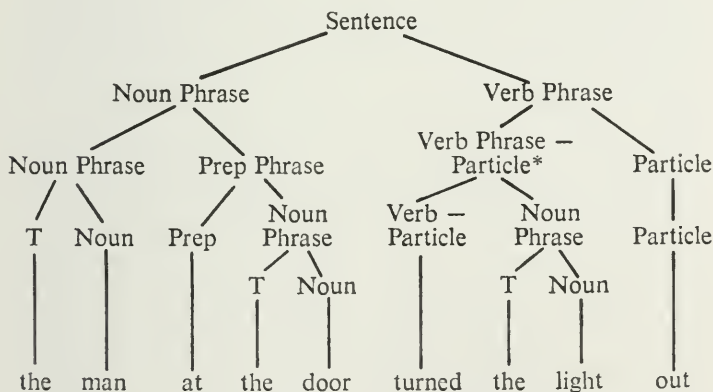 Sentence
Noun Phrase Verb Phrase
Verb Phrase –
Noun Phrase Prep Phrase Particle* Particle
Noun Verb – Noun
T Noun Prep Phrase Particle Phrase Particle
T Noun T Noun
the man at the door turned the light out